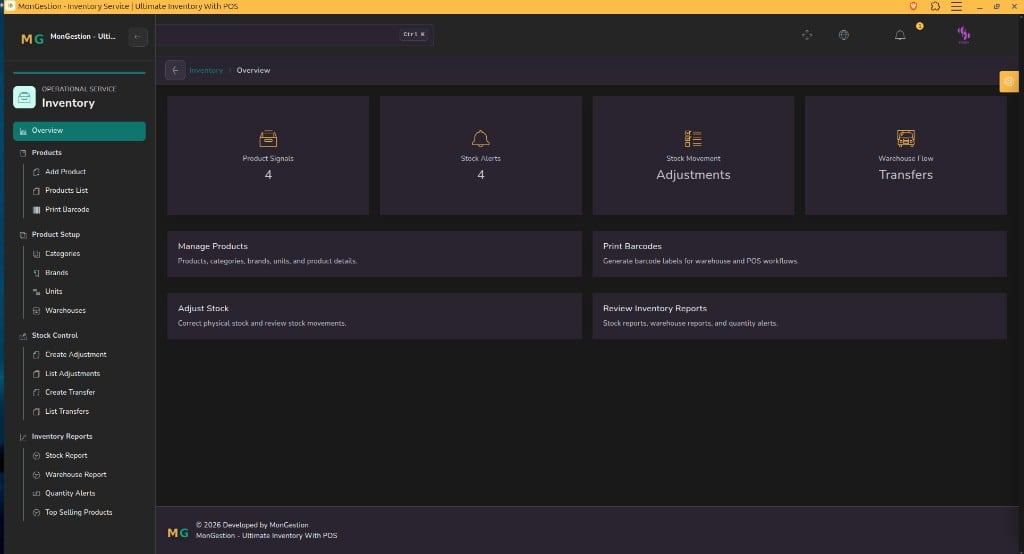 MonGestion - Inventory Service | Ultimate Inventory With POS
MG
MonGestion - Ulti...
Ctrl K
1
OPERATIONAL SERVICE
Inventory
Overview
Products
Add Product
Products List
Print Barcode
Product Setup
Categories
Brands
Units
Warehouses
Stock Control
Create Adjustment
List Adjustments
Create Transfer
List Transfers
Inventory Reports
Stock Report
Warehouse Report
Quantity Alerts
Top Selling Products
Inventory / Overview
Product Signals
4
Stock Alerts
4
Stock Movement
Adjustments
Warehouse Flow
Transfers
Manage Products
Products, categories, brands, units, and product details.
Print Barcodes
Generate barcode labels for warehouse and POS workflows.
Adjust Stock
Correct physical stock and review stock movements.
Review Inventory Reports
Stock reports, warehouse reports, and quantity alerts.
MG
© 2026 Developed by MonGestion
MonGestion - Ultimate Inventory With POS